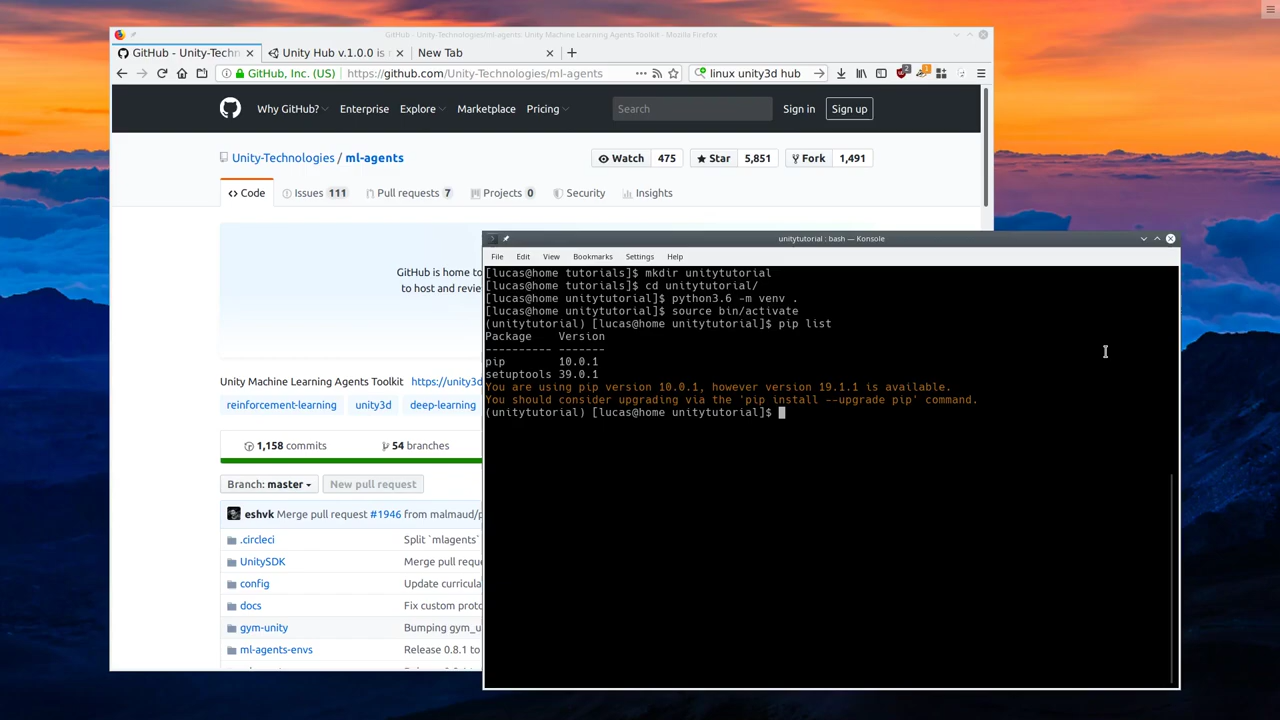 GitHub - Unity-Technologies/ml-agents: Unity Machine Learning Agents Toolkit - Mozilla Firefox
GitHub - Unity-Techn
Unity Hub v.1.0.0 is
New Tab
GitHub, Inc. (US)
https://github.com/Unity-Technologies/ml-agents
linux unity3d hub
2
1
Why GitHub?
Enterprise
Explore
Marketplace
Pricing
Search
Sign in
Sign up
Unity-Technologies / ml-agents
Watch 475
Star 5,851
Fork 1,491
Code
Issues 111
Pull requests 7
Projects 0
Security
Insights
GitHub is home to
to host and revie
Unity Machine Learning Agents Toolkit https://unity3d
reinforcement-learning
unity3d
deep-learning
1,158 commits
54 branches
Branch: master
New pull request
eshvk Merge pull request #1946 from malmaud/p
.circleci Split `mlagents`
UnitySDK Merge pull reque
config Update curricula
docs Fix custom proto
gym-unity Bumping gym_u
ml-agents-envs Release 0.8.1 to
unitytutorial : bash — Konsole
File Edit View Bookmarks Settings Help
[lucas@home tutorials]$ mkdir unitytutorial
[lucas@home tutorials]$ cd unitytutorial/
[lucas@home unitytutorial]$ python3.6 -m venv .
[lucas@home unitytutorial]$ source bin/activate
(unitytutorial) [lucas@home unitytutorial]$ pip list
Package    Version
---------- -------
pip        10.0.1
setuptools 39.0.1
You are using pip version 10.0.1, however version 19.1.1 is available.
You should consider upgrading via the 'pip install --upgrade pip' command.
(unitytutorial) [lucas@home unitytutorial]$